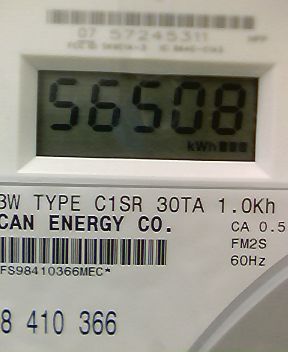 07 57245311
56508
kWh
3W TYPE C1SR 30TA 1.0Kh
CAN ENERGY CO.
CA 0.5
FM2S
60Hz
FS98410366MEC*
8 410 366